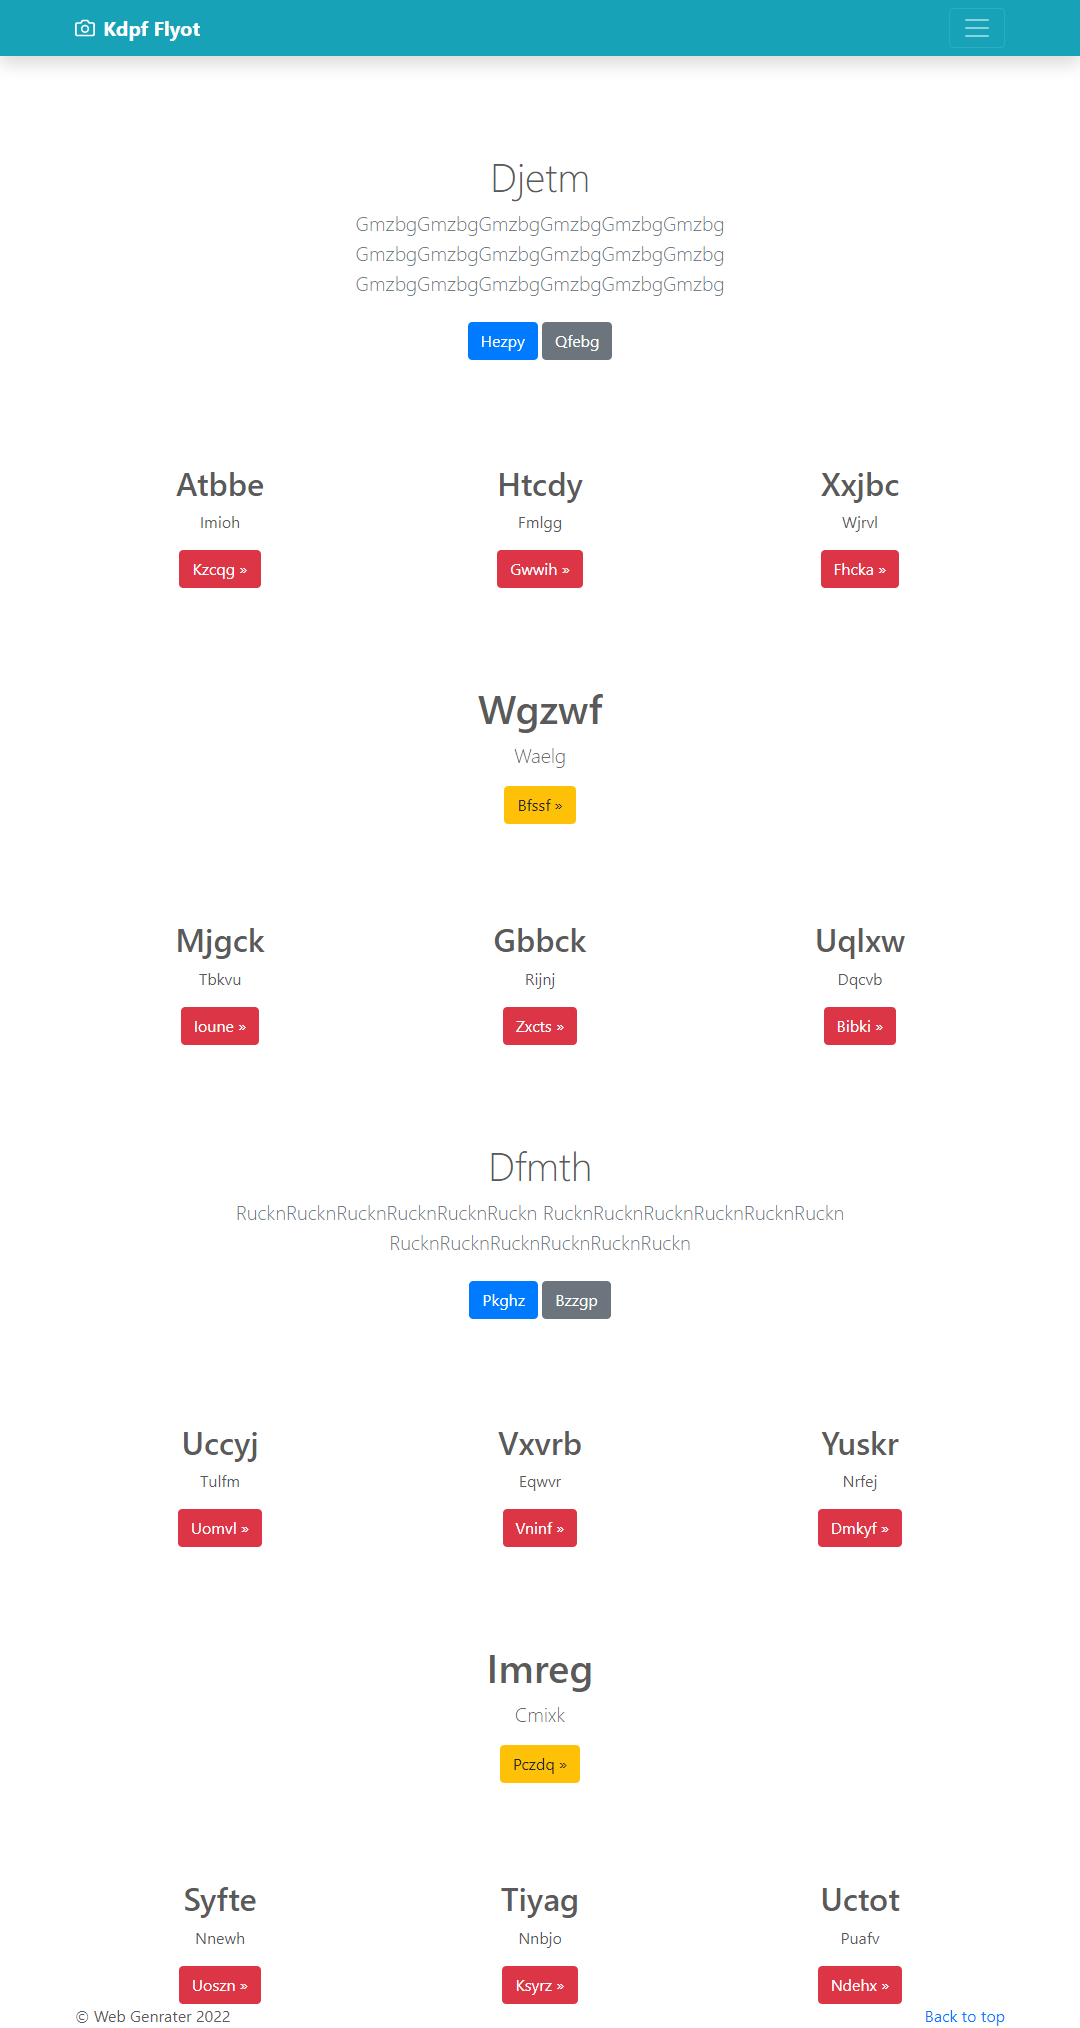 Kdpf Flyot
Djetm
GmzbgGmzbgGmzbgGmzbgGmzbgGmzbg
GmzbgGmzbgGmzbgGmzbgGmzbgGmzbg
GmzbgGmzbgGmzbgGmzbgGmzbgGmzbg
Hezpy Qfebg
Atbbe Htcdy Xxjbc
Imioh Fmlgg Wjrvl
Kzcqg » Gwwih » Fhcka »
Wgzwf
Waelg
Bfssf »
Mjgck Gbbck Uqlxw
Tbkvu Rijnj Dqcvb
Ioune » Zxcts » Bibki »
Dfmth
RucknRucknRucknRucknRucknRuckn RucknRucknRucknRucknRucknRuckn
RucknRucknRucknRucknRucknRuckn
Pkghz Bzzgp
Uccyj Vxvrb Yuskr
Tulfm Eqwvr Nrfej
Uomvl » Vninf » Dmkyf »
Imreg
Cmixk
Pczdq »
Syfte Tiyag Uctot
Nnewh Nnbjo Puafv
Uoszn » Ksyrz » Ndehx »
© Web Genrater 2022 Back to top